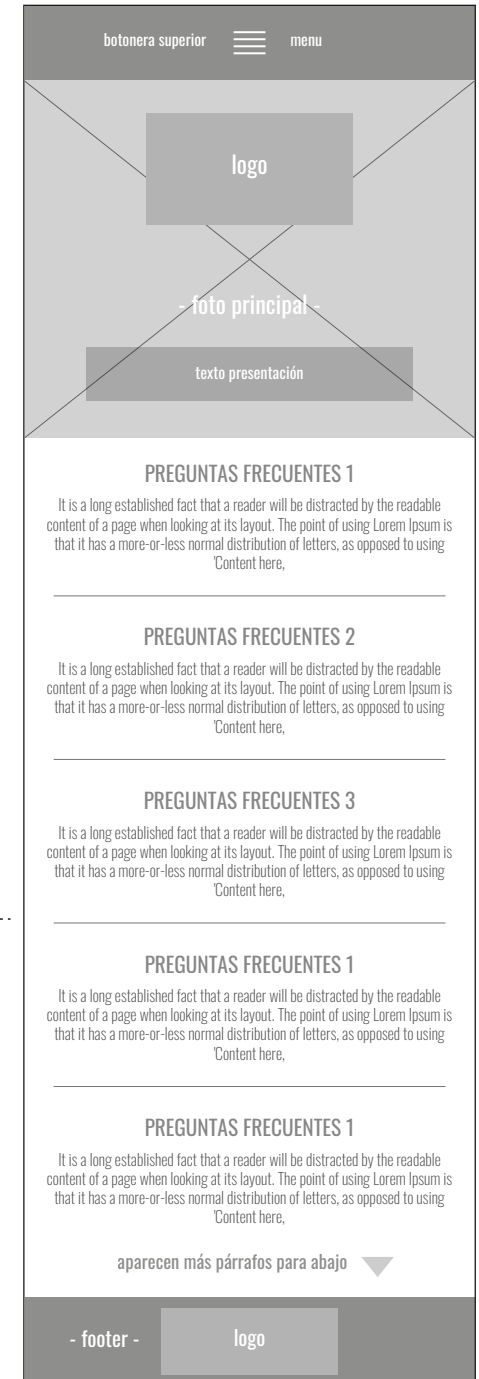 botonera superior menu
logo
- foto principal -
texto presentación
PREGUNTAS FRECUENTES 1
It is a long established fact that a reader will be distracted by the readable
content of a page when looking at its layout. The point of using Lorem Ipsum is
that it has a more-or-less normal distribution of letters, as opposed to using
'Content here,
PREGUNTAS FRECUENTES 2
It is a long established fact that a reader will be distracted by the readable
content of a page when looking at its layout. The point of using Lorem Ipsum is
that it has a more-or-less normal distribution of letters, as opposed to using
'Content here,
PREGUNTAS FRECUENTES 3
It is a long established fact that a reader will be distracted by the readable
content of a page when looking at its layout. The point of using Lorem Ipsum is
that it has a more-or-less normal distribution of letters, as opposed to using
'Content here,
PREGUNTAS FRECUENTES 1
It is a long established fact that a reader will be distracted by the readable
content of a page when looking at its layout. The point of using Lorem Ipsum is
that it has a more-or-less normal distribution of letters, as opposed to using
'Content here,
PREGUNTAS FRECUENTES 1
It is a long established fact that a reader will be distracted by the readable
content of a page when looking at its layout. The point of using Lorem Ipsum is
that it has a more-or-less normal distribution of letters, as opposed to using
'Content here,
aparecen más párrafos para abajo
- footer - logo